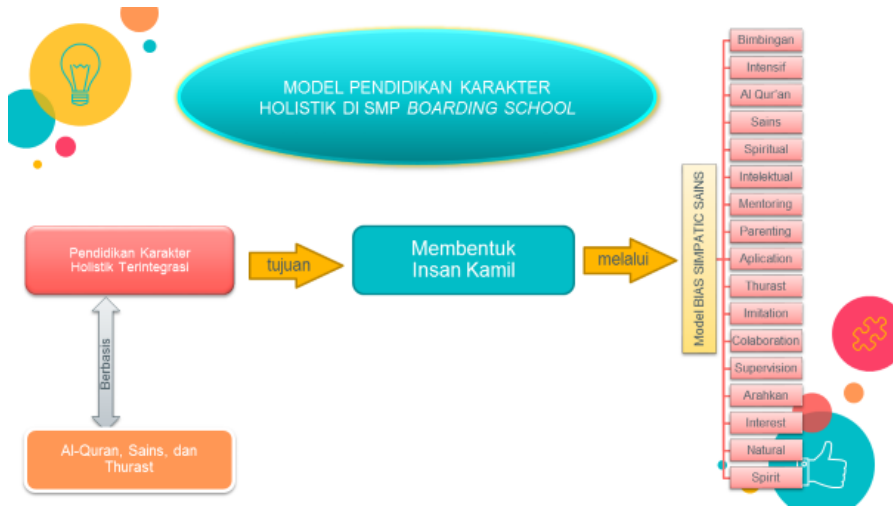 MODEL PENDIDIKAN KARAKTER
HOLISTIK DI SMP BOARDING SCHOOL
Pendidikan Karakter
Holistik Terintegrasi
tujuan
Membentuk
Insan Kamil
melalui
Berbasis
Al-Quran, Sains, dan
Thurast
Model BIAS SIMPATIC SAINS
Bimbingan
Intensif
Al Qur'an
Sains
Spiritual
Intelektual
Mentoring
Parenting
Aplication
Thurast
Imitation
Colaboration
Supervision
Arahkan
Interest
Natural
Spirit